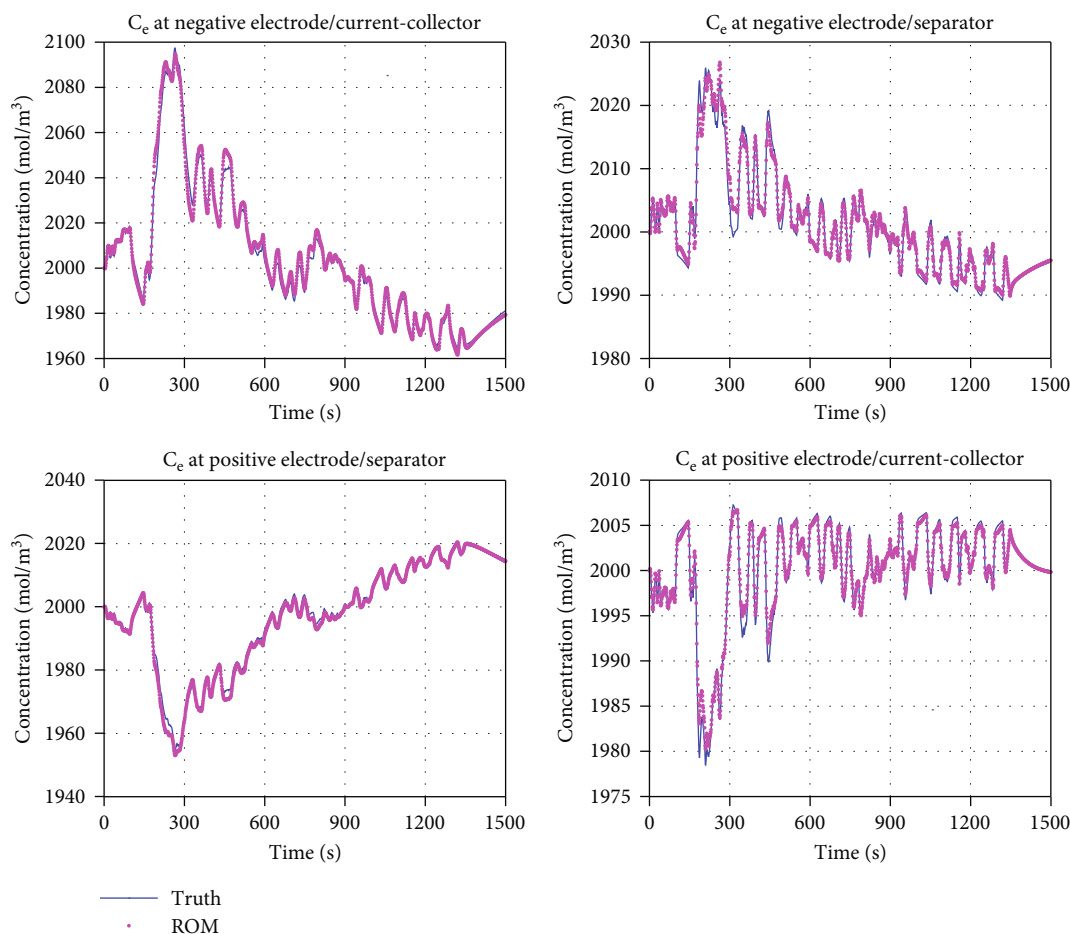 C_e at negative electrode/current-collector
2100
2080
2060
2040
2020
2000
1980
1960
Concentration (mol/m³)
0 300 600 900 1200 1500
Time (s)
C_e at negative electrode/separator
2030
2020
2010
2000
1990
1980
Concentration (mol/m³)
0 300 600 900 1200 1500
Time (s)
C_e at positive electrode/separator
2040
2020
2000
1980
1960
1940
Concentration (mol/m³)
0 300 600 900 1200 1500
Time (s)
C_e at positive electrode/current-collector
2010
2005
2000
1995
1990
1985
1980
1975
Concentration (mol/m³)
0 300 600 900 1200 1500
Time (s)
Truth
ROM